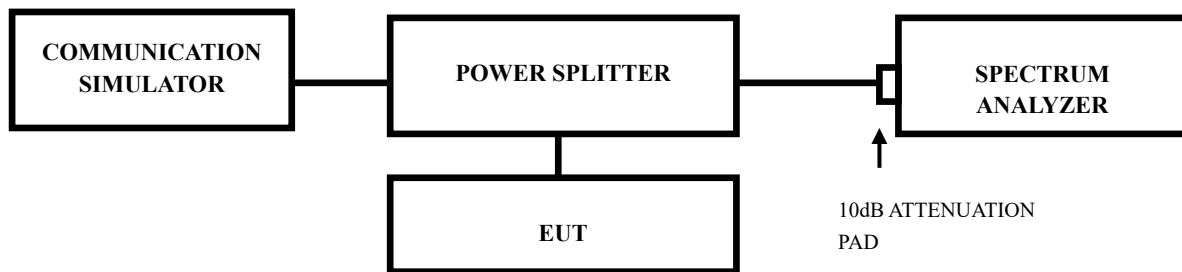 COMMUNICATION
SIMULATOR
POWER SPLITTER
SPECTRUM
ANALYZER
EUT
10dB ATTENUATION
PAD